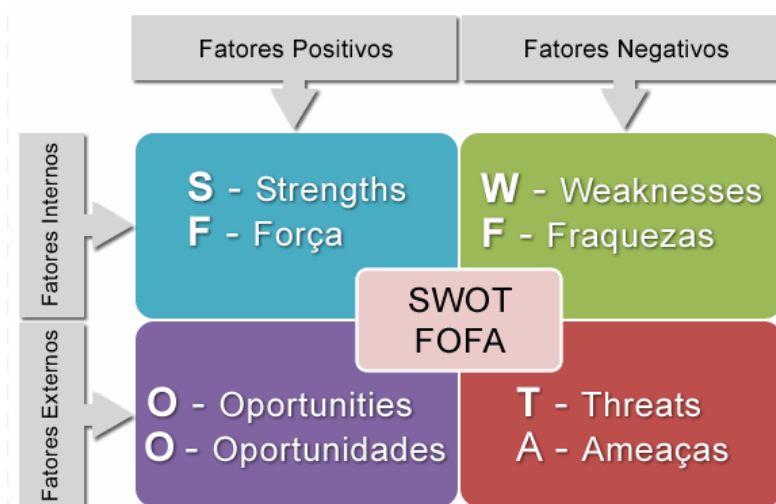 Fatores Positivos
Fatores Negativos
Fatores Internos
S - Strengths
F - Força
W - Weaknesses
F - Fraquezas
SWOT
FOFA
Fatores Externos
O - Oportunities
O - Oportunidades
T - Threats
A - Ameaças